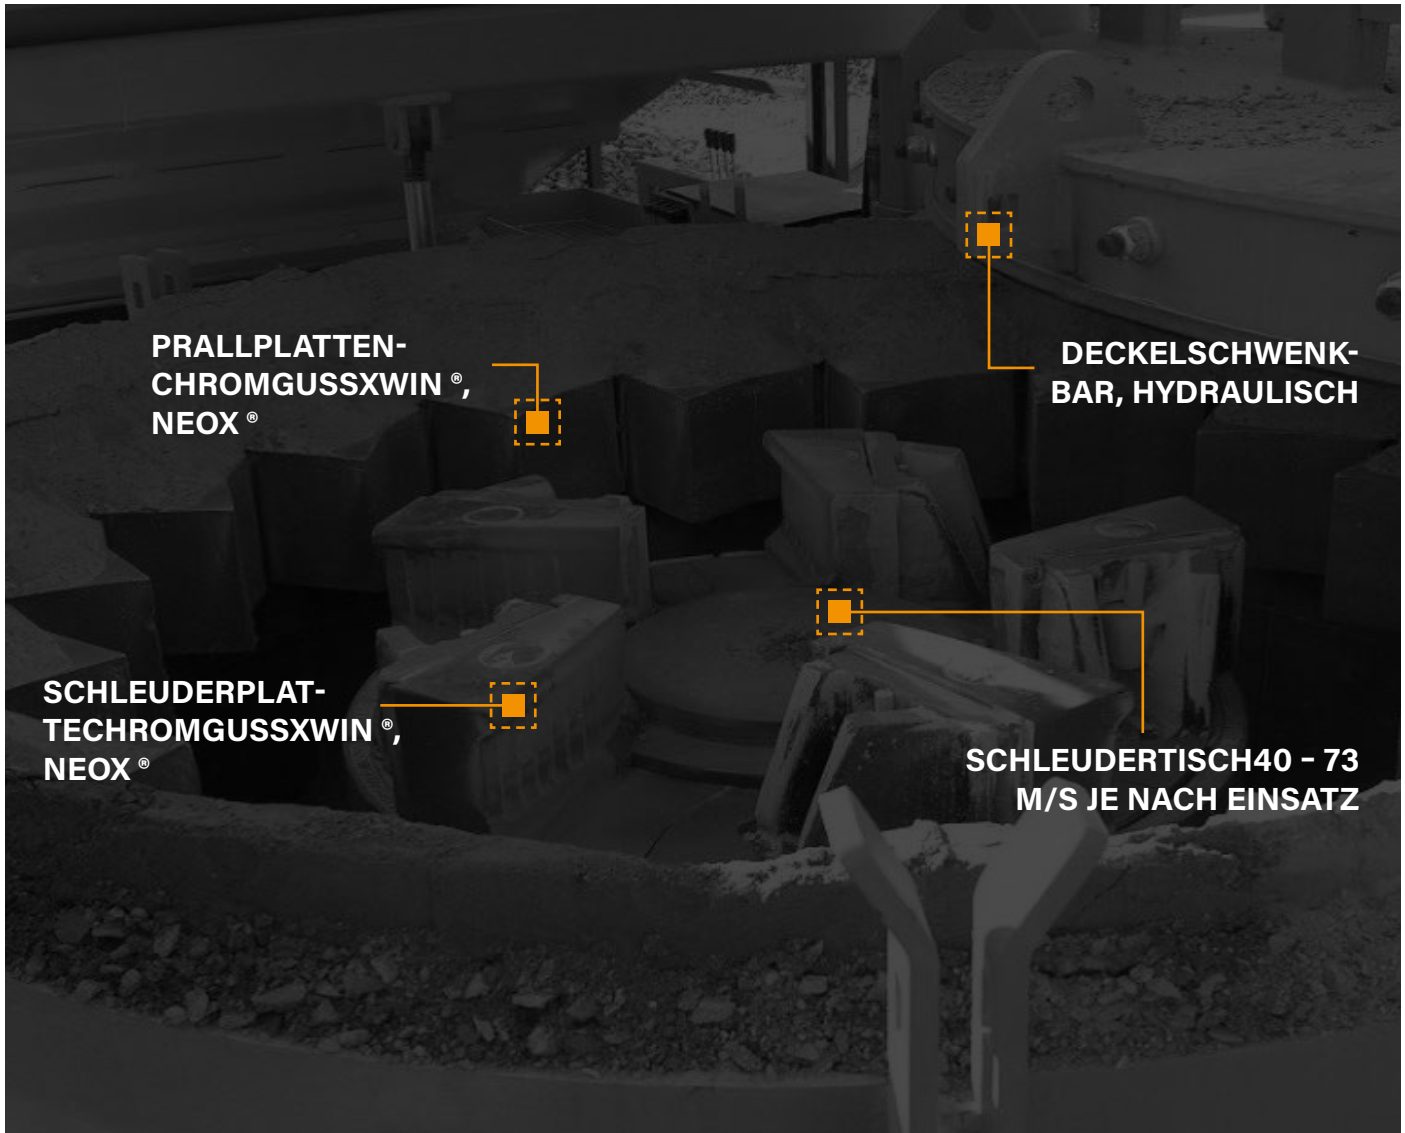 PRALLPLATTEN-
CHROMGUSSXWIN ®,
NEOX ®
DECKELSCHWENK-
BAR, HYDRAULISCH
SCHLEUDERPLAT-
TECHROMGUSSXWIN ®,
NEOX ®
SCHLEUDERTISCH40 – 73
M/S JE NACH EINSATZ